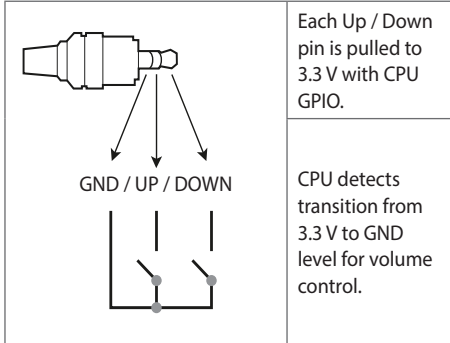 Each Up / Down
pin is pulled to
3.3 V with CPU
GPIO.
GND / UP / DOWN
CPU detects
transition from
3.3 V to GND
level for volume
control.